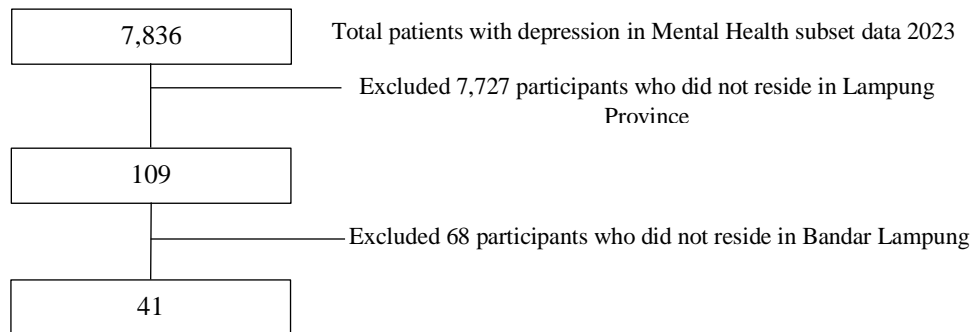 7,836
Total patients with depression in Mental Health subset data 2023
Excluded 7,727 participants who did not reside in Lampung
Province
109
Excluded 68 participants who did not reside in Bandar Lampung
41